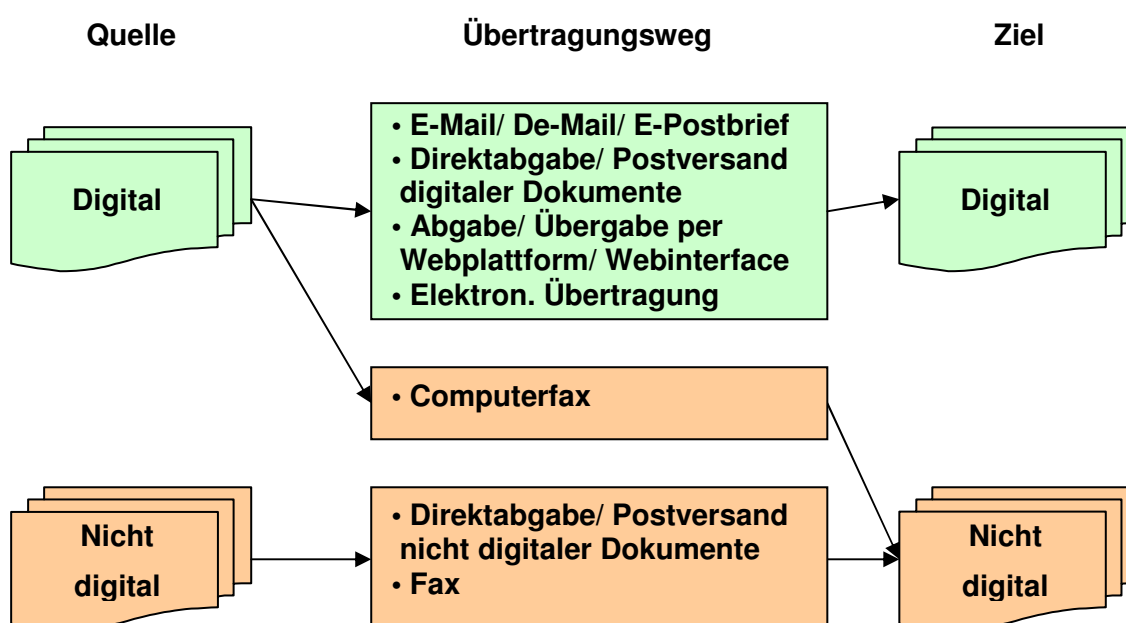 Quelle Übertragungsweg Ziel
Digital
• E-Mail/ De-Mail/ E-Postbrief
• Direktabgabe/ Postversand
digitaler Dokumente
• Abgabe/ Übergabe per
Webplattform/ Webinterface
• Elektron. Übertragung
Digital
• Computerfax
Nicht
digital
• Direktabgabe/ Postversand
nicht digitaler Dokumente
• Fax
Nicht
digital